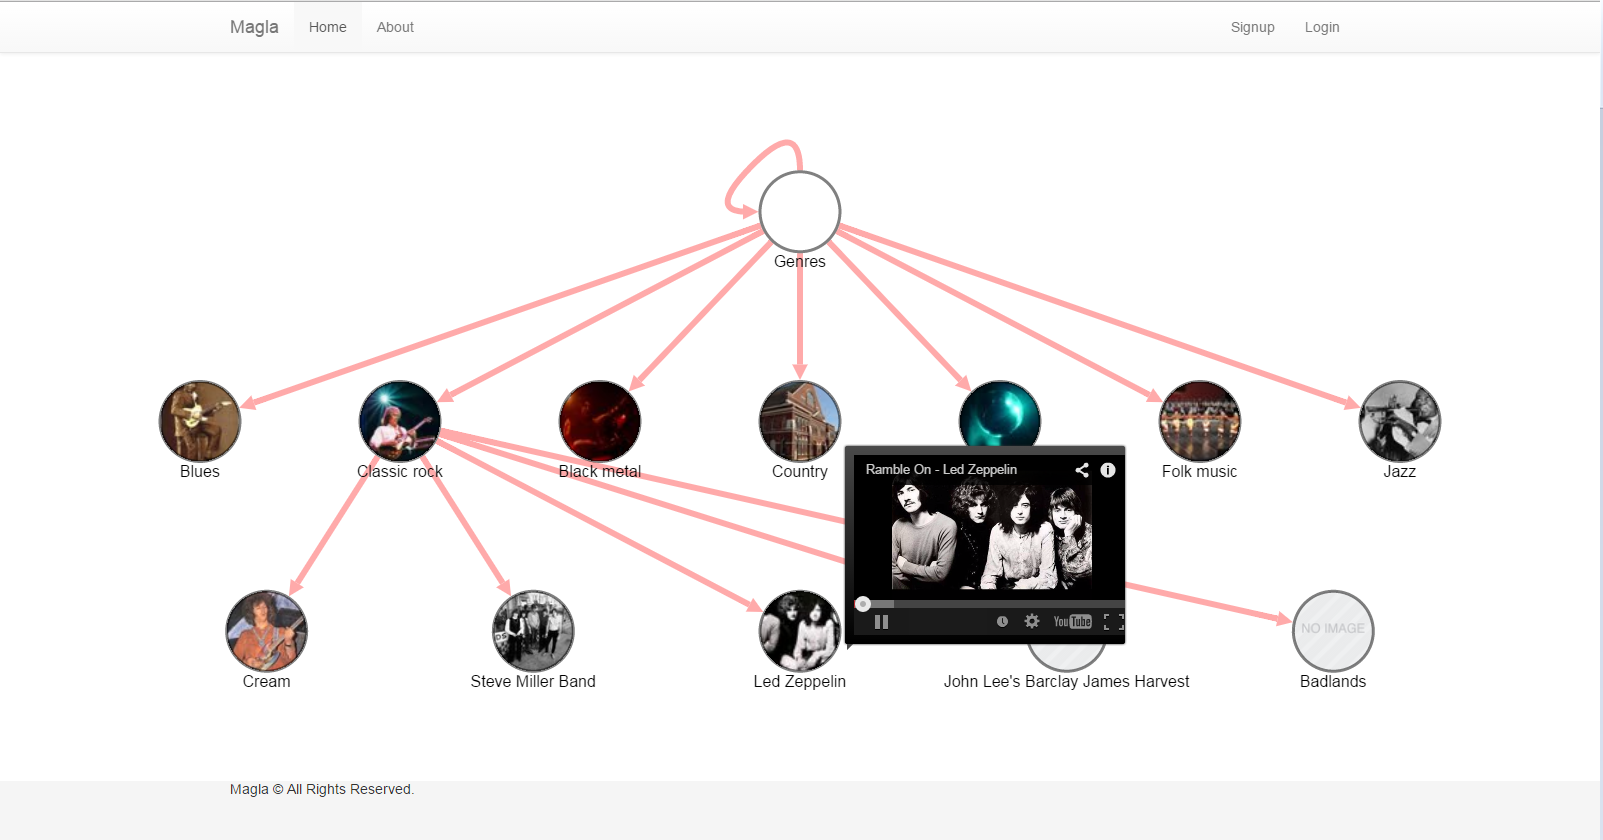 Magla Home About Signup Login
Genres
Blues Classic rock Black metal Country Folk music Jazz
Ramble On - Led Zeppelin
YouTube
NO IMAGE
Cream Steve Miller Band Led Zeppelin John Lee's Barclay James Harvest Badlands
Magla © All Rights Reserved.